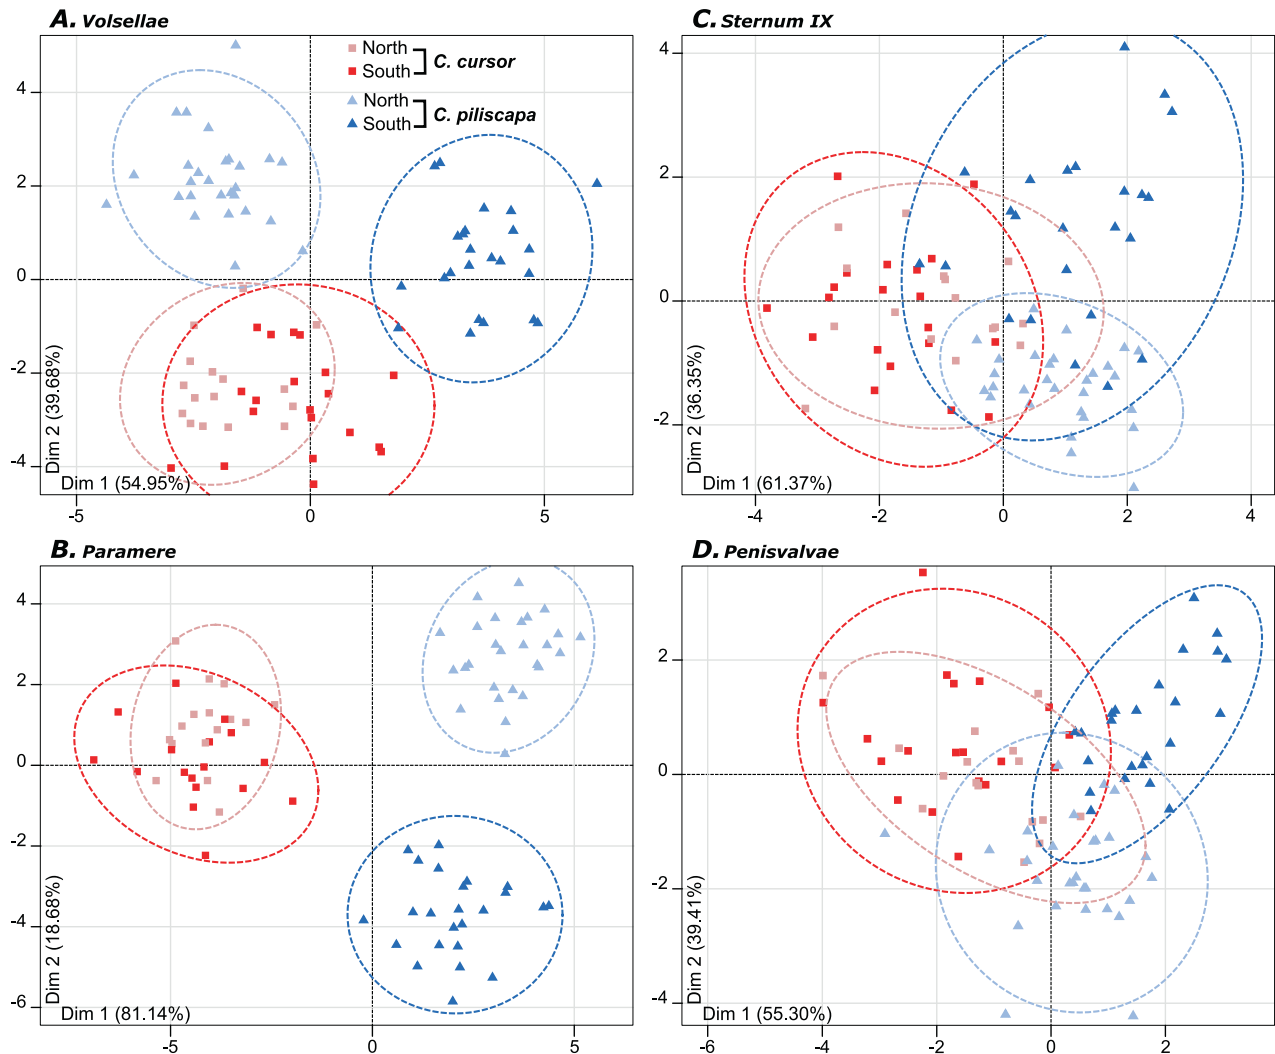 A. Volsellae
North
South
C. cursor
North
South
C. piliscapa
4
2
0
-2
-4
Dim 2 (39.68%)
Dim 1 (54.95%)
-5
0
5
C. Sternum IX
4
2
0
-2
Dim 2 (36.35%)
Dim 1 (61.37%)
-4
-2
0
2
4
B. Paramere
4
2
0
-2
-4
-6
Dim 2 (18.68%)
Dim 1 (81.14%)
-5
0
5
D. Penisvalvae
2
0
-2
-4
Dim 2 (39.41%)
Dim 1 (55.30%)
-6
-4
-2
0
2